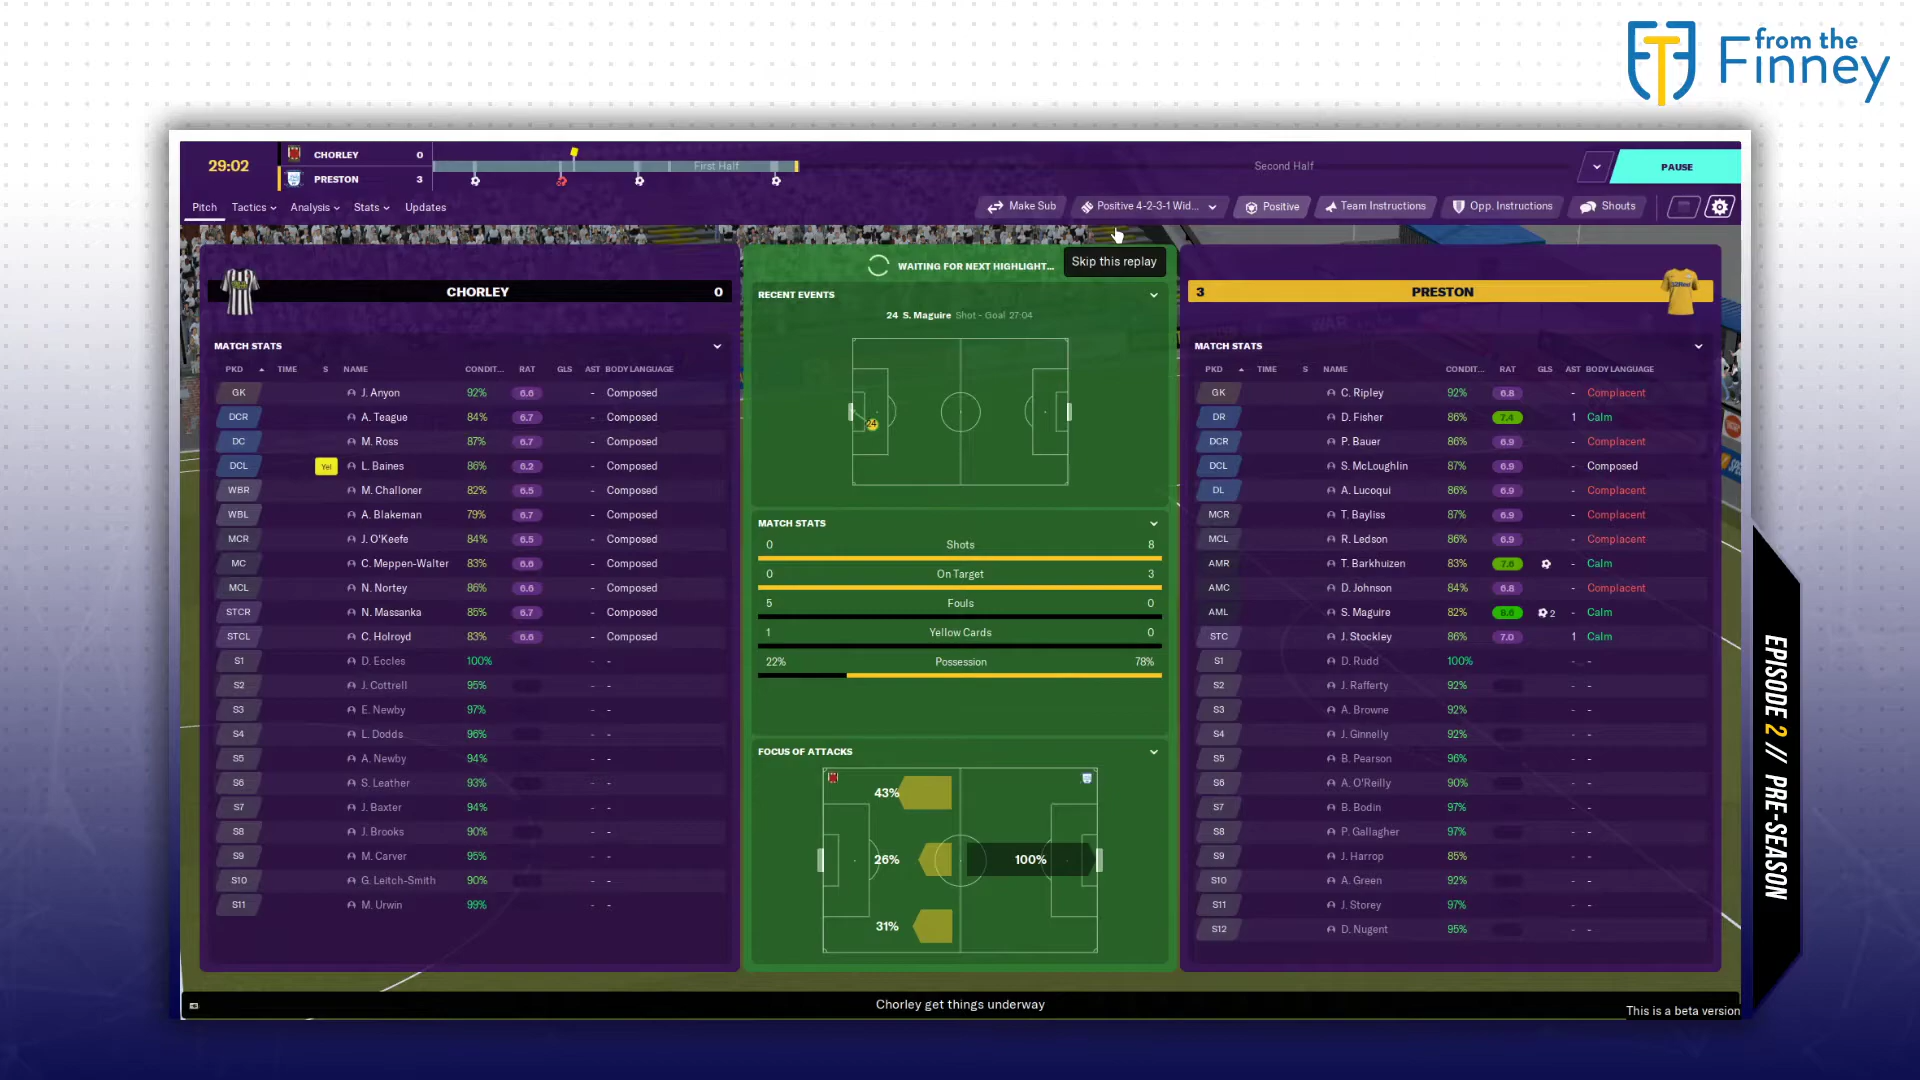 from the
Finney
29:02
CHORLEY 0
PRESTON 3
First Half
Second Half
PAUSE
Pitch Tactics Analysis Stats Updates
Make Sub Positive 4-2-3-1 Wid... Positive Team Instructions Opp. Instructions Shouts
WAITING FOR NEXT HIGHLIGHT...
Skip this replay
CHORLEY 0
MATCH STATS
PKD TIME S NAME CONDIT... RAT GLS AST BODY LANGUAGE
GK J. Anyon 92% 6.6 - Composed
DCR A. Teague 84% 6.7 - Composed
DC M. Ross 87% 6.7 - Composed
DCL Yel L. Baines 86% 6.2 - Composed
WBR M. Challoner 82% 6.5 - Composed
WBL A. Blakeman 79% 6.7 - Composed
MCR J. O'Keefe 84% 6.5 - Composed
MC C. Meppen-Walter 83% 6.6 - Composed
MCL N. Nortey 86% 6.6 - Composed
STCR N. Massanka 85% 6.7 - Composed
STCL C. Holroyd 83% 6.6 - Composed
S1 D. Eccles 100% - -
S2 J. Cottrell 95% - -
S3 E. Newby 97% - -
S4 L. Dodds 96% - -
S5 A. Newby 94% - -
S6 S. Leather 93% - -
S7 J. Baxter 94% - -
S8 J. Brooks 90% - -
S9 M. Carver 95% - -
S10 G. Leitch-Smith 90% - -
S11 M. Urwin 99% - -
RECENT EVENTS
24 S. Maguire Shot - Goal 27:04
24
MATCH STATS
0 Shots 8
0 On Target 3
5 Fouls 0
1 Yellow Cards 0
22% Possession 78%
FOCUS OF ATTACKS
43%
26% 100%
31%
3 PRESTON
MATCH STATS
PKD TIME S NAME CONDIT... RAT GLS AST BODY LANGUAGE
GK C. Ripley 92% 6.8 - Complacent
DR D. Fisher 86% 7.4 1 Calm
DCR P. Bauer 86% 6.9 - Complacent
DCL S. McLoughlin 87% 6.9 - Composed
DL A. Lucoqui 86% 6.9 - Complacent
MCR T. Bayliss 87% 6.9 - Complacent
MCL R. Ledson 86% 6.9 - Complacent
AMR T. Barkhuizen 83% - Calm
AMC D. Johnson 84% 6.8 - Complacent
AML S. Maguire 82% 2 - Calm
STC J. Stockley 86% 7.0 1 Calm
S1 D. Rudd 100% - -
S2 J. Rafferty 92% - -
S3 A. Browne 92% - -
S4 J. Ginnelly 92% - -
S5 B. Pearson 96% - -
S6 A. O'Reilly 90% - -
S7 B. Bodin 97% - -
S8 P. Gallagher 97% - -
S9 J. Harrop 85% - -
S10 A. Green 92% - -
S11 J. Storey 97% - -
S12 D. Nugent 95% - -
Chorley get things underway
This is a beta version
EPISODE 2 // PRE-SEASON